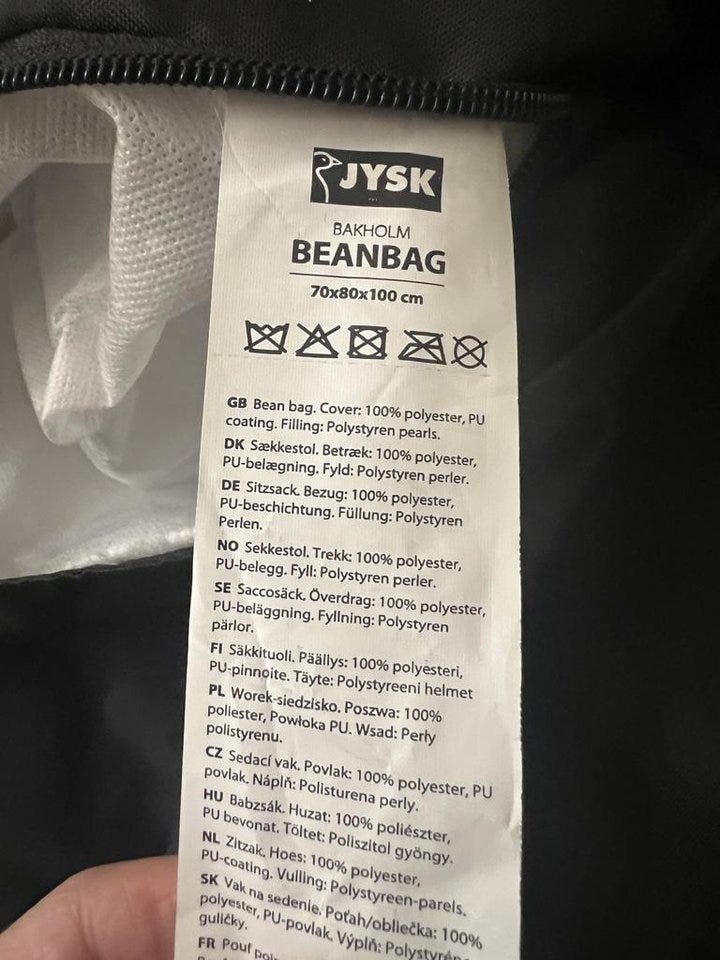 JYSK
BAKHOLM
BEANBAG
70x80x100 cm
GB Bean bag. Cover: 100% polyester, PU
coating. Filling: Polystyren pearls.
DK Sækkestol. Betræk: 100% polyester,
PU-belægning. Fyld: Polystyren perler.
DE Sitzsack. Bezug: 100% polyester,
PU-beschichtung. Füllung: Polystyren
Perlen.
NO Sekkestol. Trekk: 100% polyester,
PU-belegg. Fyll: Polystyren perler.
SE Saccosäck. Överdrag: 100% polyester,
PU-beläggning. Fyllning: Polystyren
pärlor.
FI Säkkituoli. Päällys: 100% polyesteri,
PU-pinnoite. Täyte: Polystyreeni helmet
PL Worek-siedzisko. Poszwa: 100%
poliester, Powłoka PU. Wsad: Perły
polistyrenu.
CZ Sedací vak. Povlak: 100% polyester, PU
povlak. Náplň: Polisturena perly.
HU Babzsák. Huzat: 100% poliészter,
PU bevonat. Töltet: Poliszitol gyöngy.
NL Zitzak. Hoes: 100% polyester,
PU-coating. Vulling: Polystyreen-parels.
SK Vak na sedenie. Poťah/obliečka: 100%
polyester, PU-povlak. Výplň:
guličky.
FR Pouf